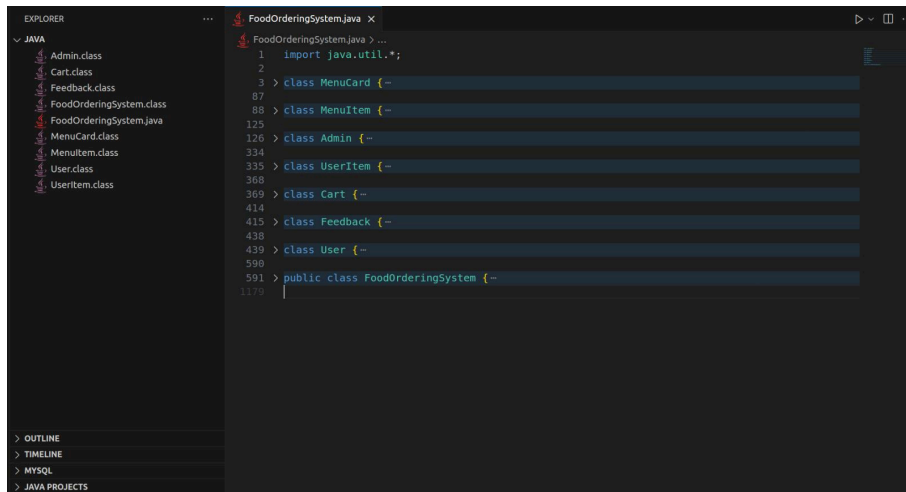 EXPLORER
JAVA
Admin.class
Cart.class
Feedback.class
FoodOrderingSystem.class
FoodOrderingSystem.java
MenuCard.class
MenuItem.class
User.class
UserItem.class
OUTLINE
TIMELINE
MYSQL
JAVA PROJECTS
FoodOrderingSystem.java
FoodOrderingSystem.java > ...
1 import java.util.*;
2
3 > class MenuCard {
87
88 > class MenuItem {
125
126 > class Admin {
334
335 > class UserItem {
368
369 > class Cart {
414
415 > class Feedback {
438
439 > class User {
590
591 > public class FoodOrderingSystem {
1179